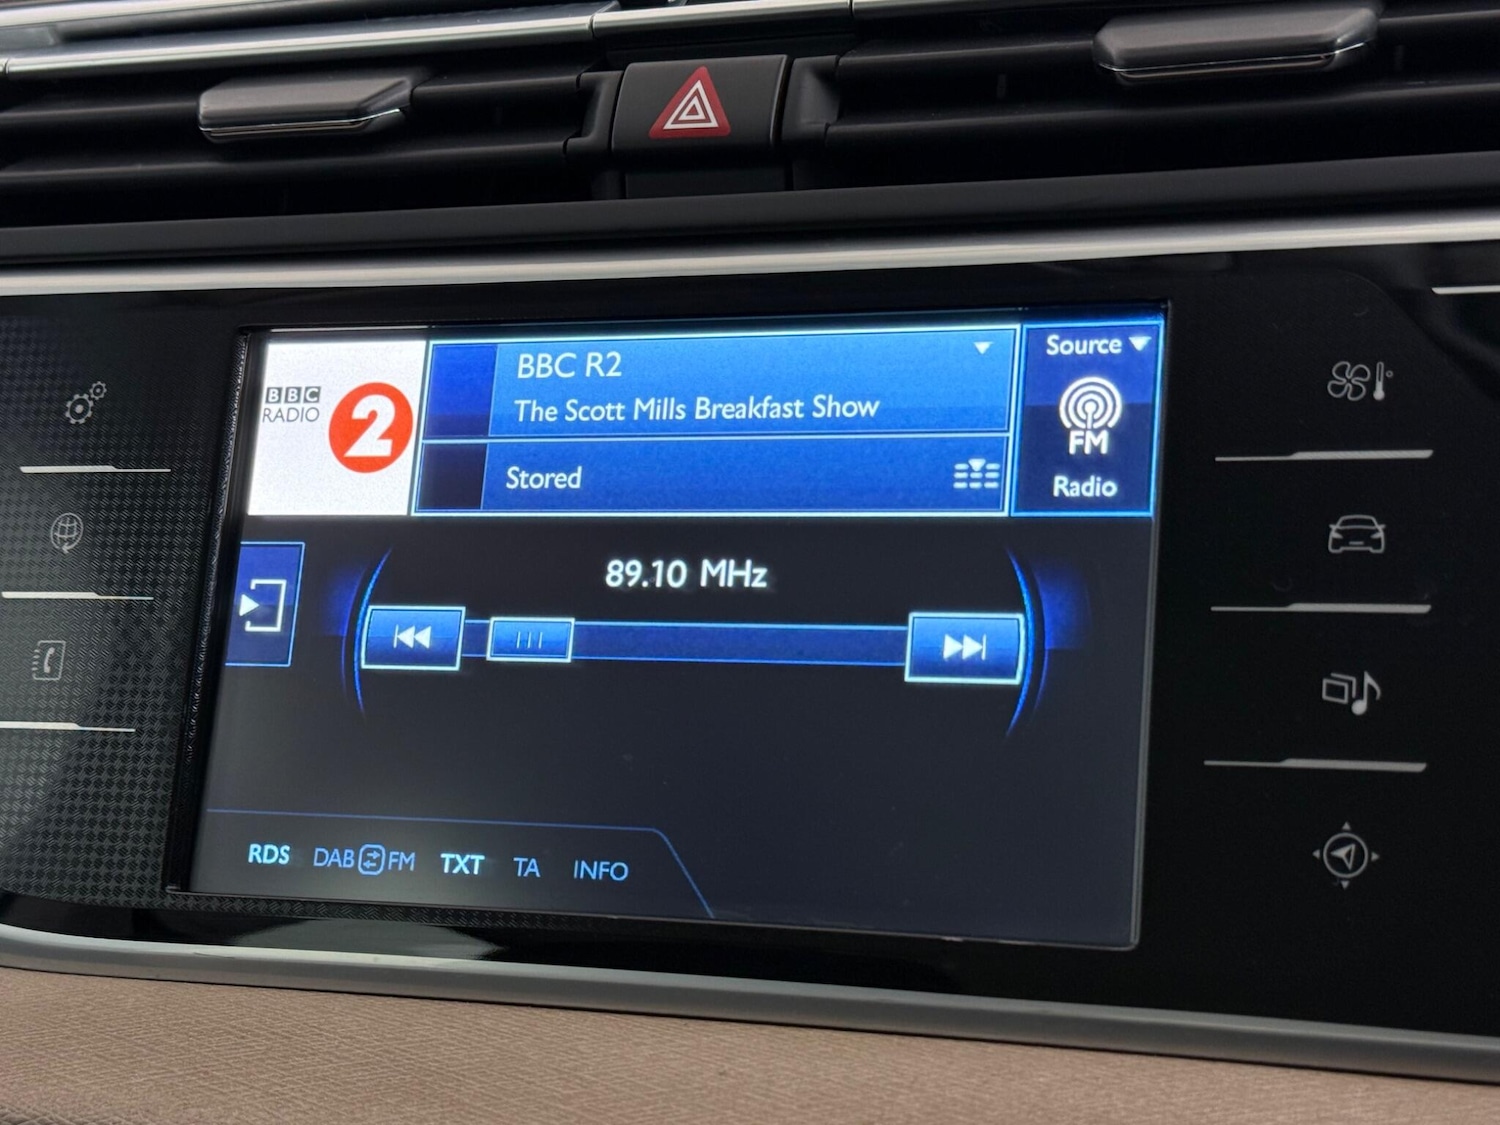 BBC
RADIO
2
BBC R2
The Scott Mills Breakfast Show
Stored
Source
FM
Radio
89.10 MHz
RDS DAB FM TXT TA INFO